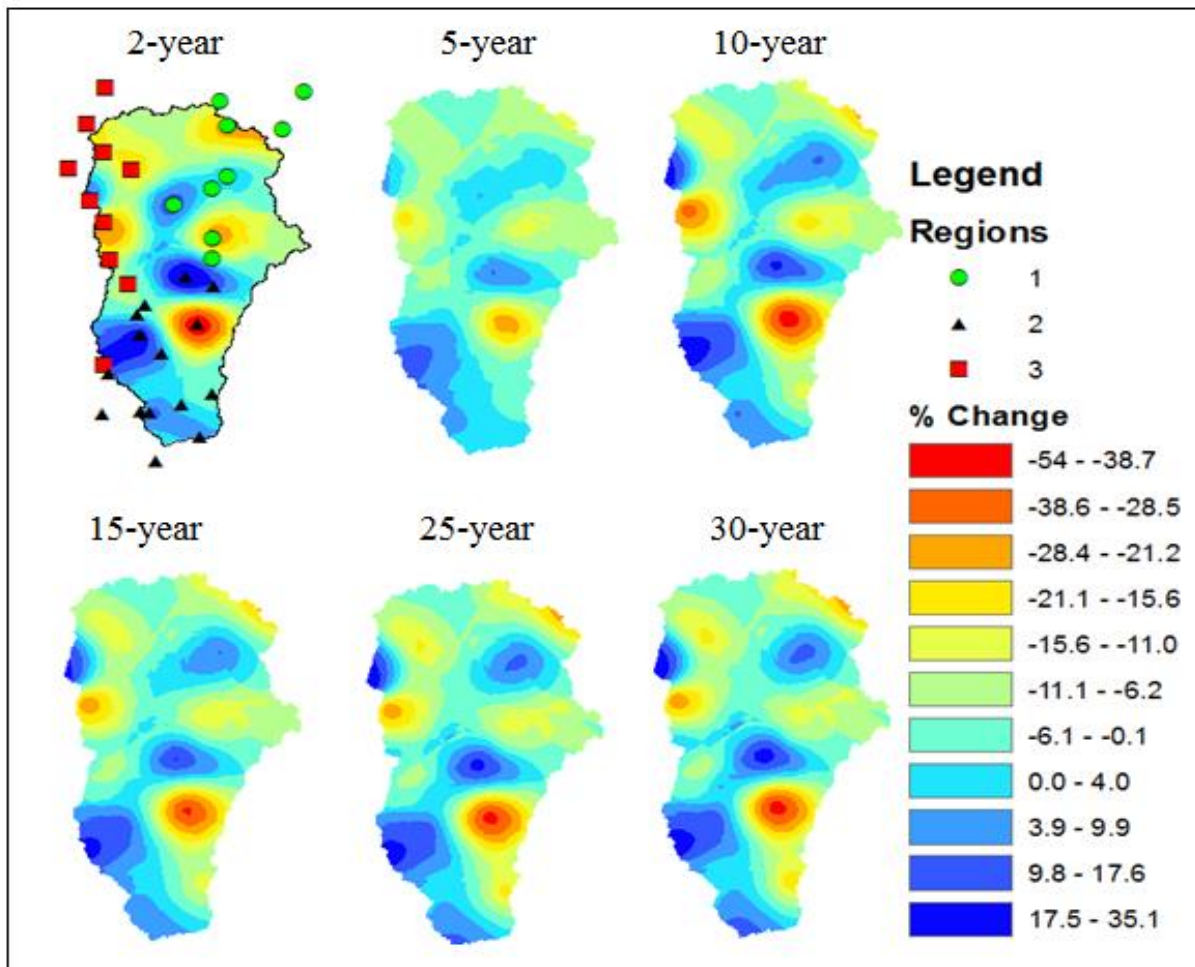 2-year
5-year
10-year
15-year
25-year
30-year
Legend
Regions
1
2
3
% Change
-54 - -38.7
-38.6 - -28.5
-28.4 - -21.2
-21.1 - -15.6
-15.6 - -11.0
-11.1 - -6.2
-6.1 - -0.1
0.0 - 4.0
3.9 - 9.9
9.8 - 17.6
17.5 - 35.1